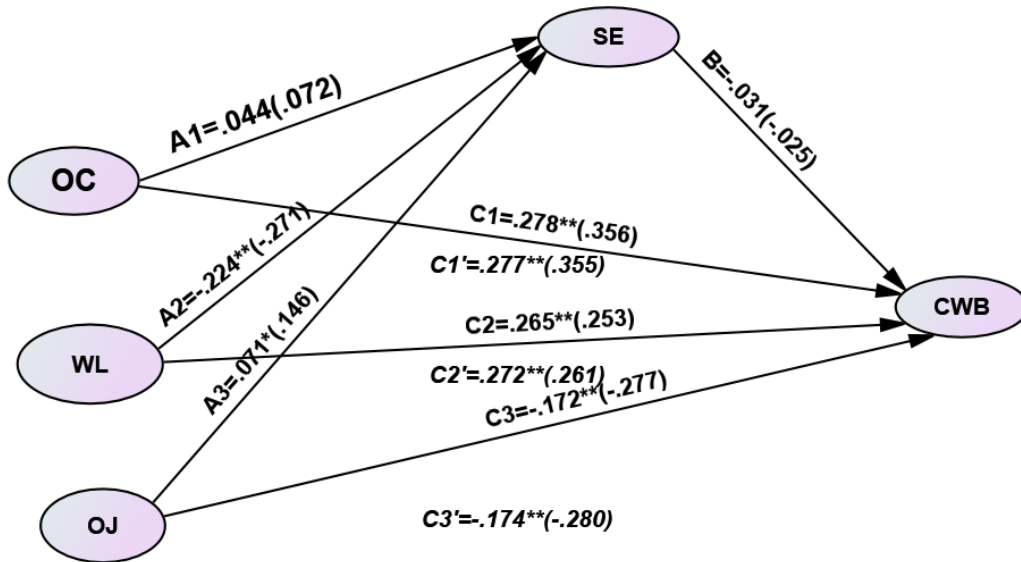 SE
A1=.044(.072)
B=-.031(-.025)
OC
C1=.278**(.356)
C1'=.277**(.355)
A2=-.224**(-.271)
CWB
C2=.265**(.253)
WL
A3=.071*(.146)
C2'=.272**(.261)
C3=-.172**(-.277)
OJ
C3'=-.174**(-.280)